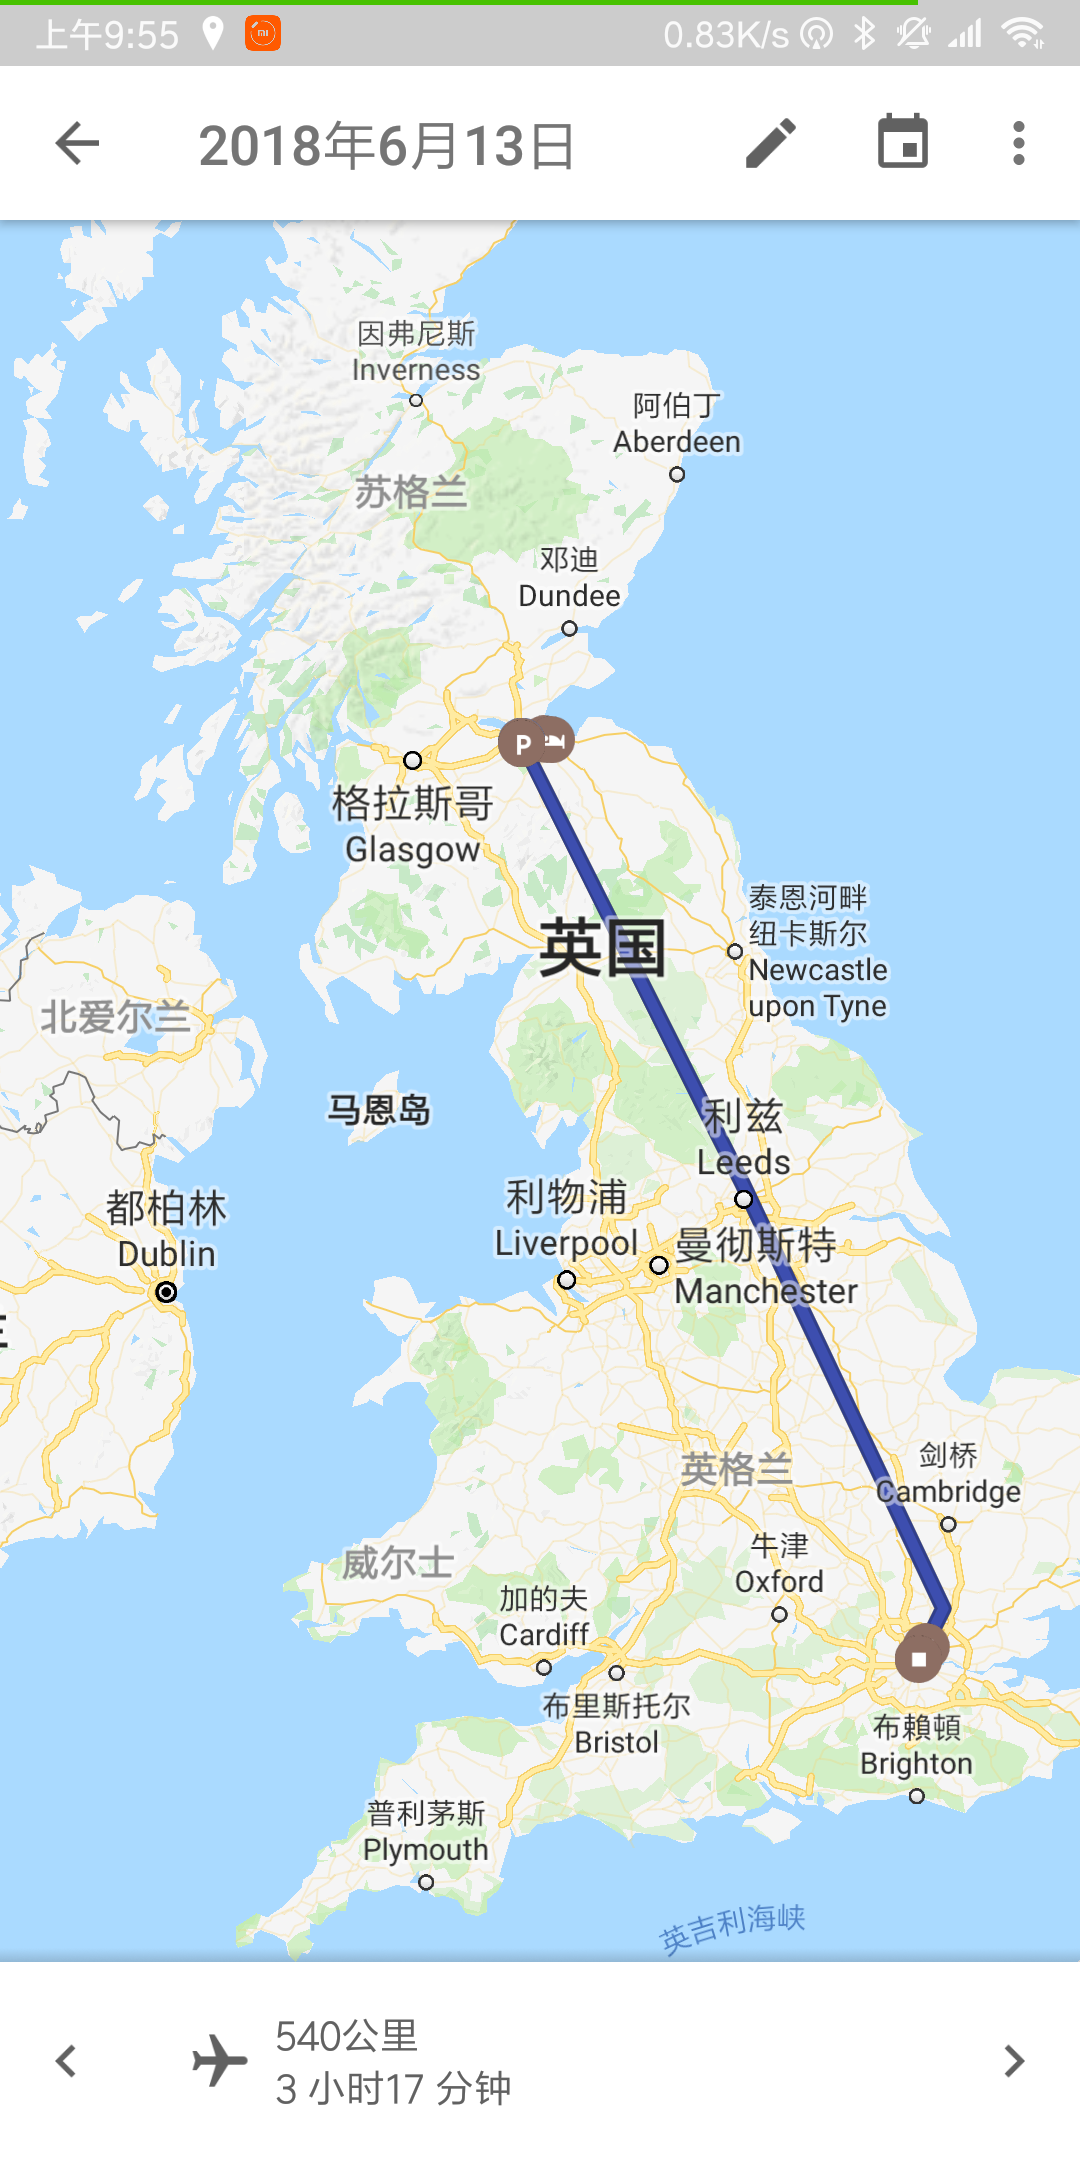 上午9:55
0.83K/s
2018年6月13日
因弗尼斯
Inverness
阿伯丁
Aberdeen
苏格兰
邓迪
Dundee
P
格拉斯哥
Glasgow
英国
泰恩河畔
纽卡斯尔
Newcastle
upon Tyne
北爱尔兰
马恩岛
利兹
Leeds
都柏林
Dublin
利物浦
Liverpool
曼彻斯特
Manchester
英格兰
剑桥
Cambridge
威尔士
牛津
Oxford
加的夫
Cardiff
布里斯托尔
Bristol
布賴頓
Brighton
普利茅斯
Plymouth
英吉利海峡
540公里
3 小时17 分钟